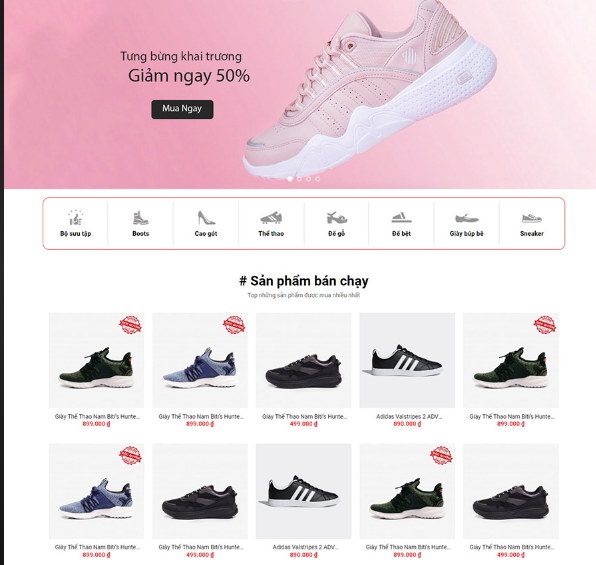 Tưng bừng khai trương
Giảm ngay 50%
Mua Ngay
Bộ sưu tập
Boots
Cao gót
Thể thao
Đế gỗ
Đế bệt
Giày búp bê
Sneaker
# Sản phẩm bán chạy
Top những sản phẩm được mua nhiều nhất
Giày Thể Thao Nam Biti's Hunte...
899.000 ₫
Giày Thể Thao Nam Biti's Hunte...
899.000 ₫
Giày Thể Thao Nam Biti's Hunte...
499.000 ₫
Adidas Valstripes 2 ADV...
890.000 ₫
Giày Thể Thao Nam Biti's Hunte...
899.000 ₫
Giày Thể Thao Nam Biti's Hunte...
899.000 ₫
Giày Thể Thao Nam Biti's Hunte...
499.000 ₫
Adidas Valstripes 2 ADV...
890.000 ₫
Giày Thể Thao Nam Biti's Hunte...
899.000 ₫
Giày Thể Thao Nam Biti's Hunte...
499.000 ₫